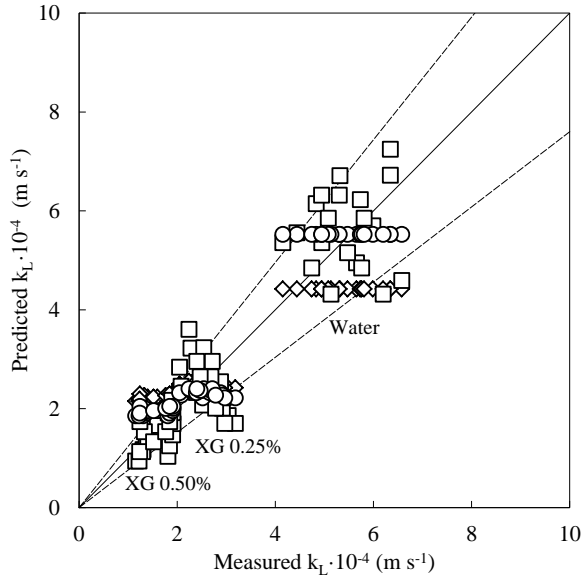 10
8
6
4
2
0
Predicted k_L·10⁻⁴ (m s⁻¹)
Water
XG 0.25%
XG 0.50%
0 2 4 6 8 10
Measured k_L·10⁻⁴ (m s⁻¹)